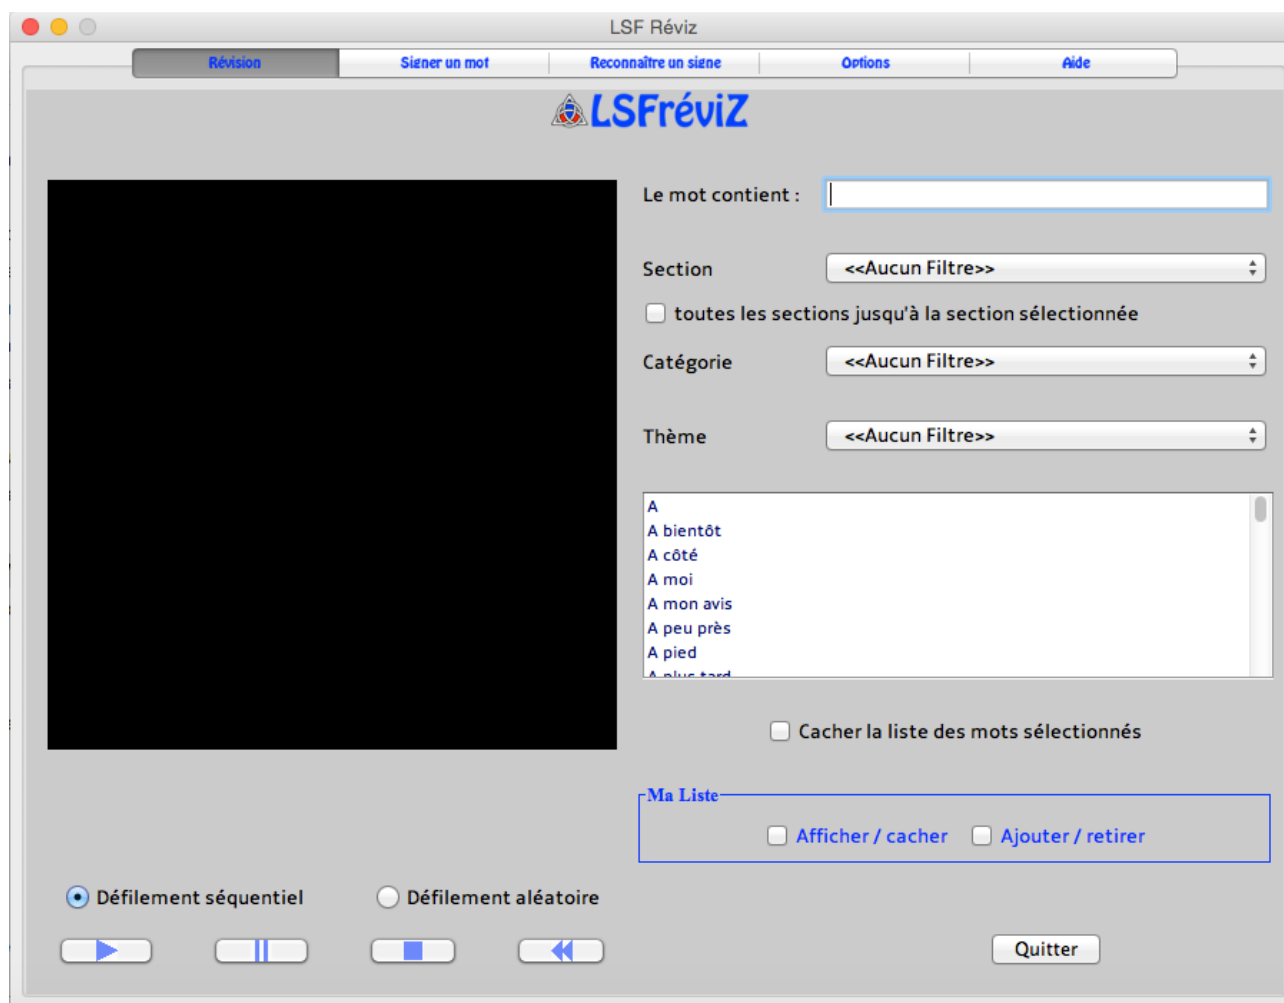 LSF Réviz
Révision Signer un mot Reconnaître un signe Options Aide
LSFréviZ
Le mot contient :
Section <<Aucun Filtre>>
toutes les sections jusqu'à la section sélectionnée
Catégorie <<Aucun Filtre>>
Thème <<Aucun Filtre>>
A
A bientôt
A côté
A moi
A mon avis
A peu près
A pied
A plus tard
Cacher la liste des mots sélectionnés
Ma Liste
Afficher / cacher Ajouter / retirer
Défilement séquentiel Défilement aléatoire
Quitter